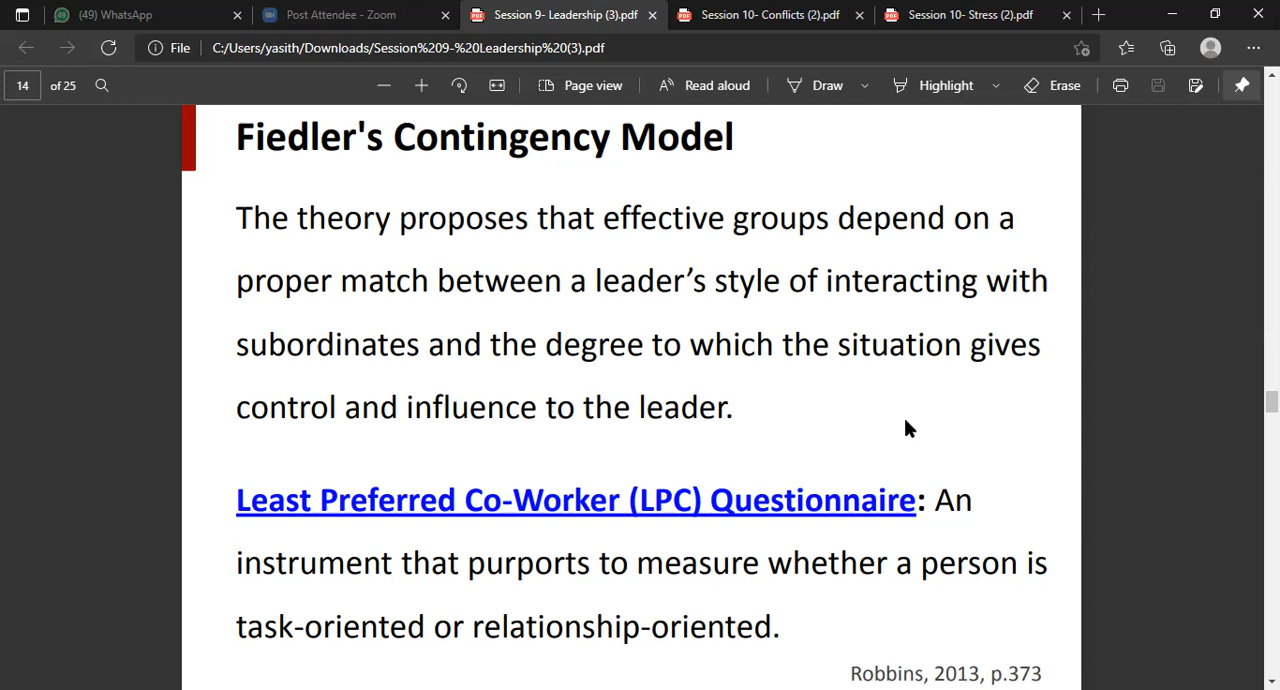 (49) WhatsApp
Post Attendee - Zoom
Session 9- Leadership (3).pdf
Session 10- Conflicts (2).pdf
Session 10- Stress (2).pdf
File
C:/Users/yasith/Downloads/Session%209-%20Leadership%20(3).pdf
14 of 25
Page view
Read aloud
Draw
Highlight
Erase
Fiedler's Contingency Model
The theory proposes that effective groups depend on a
proper match between a leader’s style of interacting with
subordinates and the degree to which the situation gives
control and influence to the leader.
Least Preferred Co-Worker (LPC) Questionnaire: An
instrument that purports to measure whether a person is
task-oriented or relationship-oriented.
Robbins, 2013, p.373